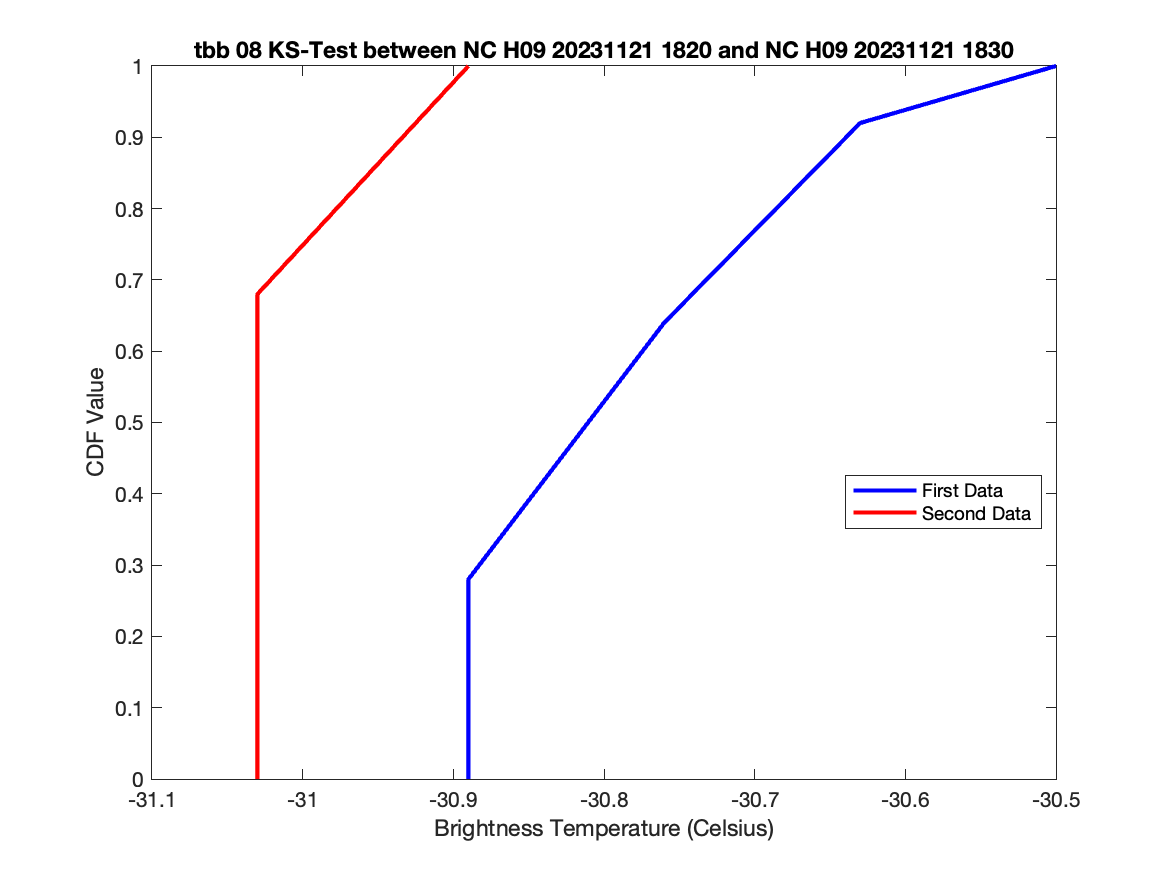 tbb 08 KS-Test between NC H09 20231121 1820 and NC H09 20231121 1830
1
0.9
0.8
0.7
0.6
0.5
0.4
0.3
0.2
0.1
0
CDF Value
First Data
Second Data
-31.1 -31 -30.9 -30.8 -30.7 -30.6 -30.5
Brightness Temperature (Celsius)